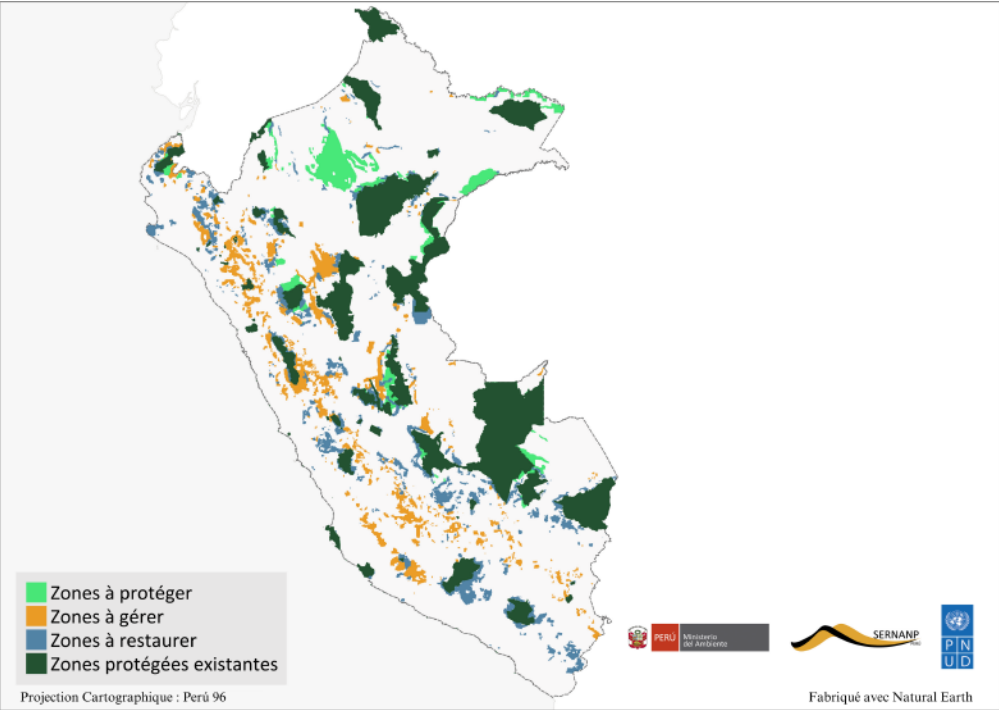 Zones à protéger
Zones à gérer
Zones à restaurer
Zones protégées existantes
Projection Cartographique : Perú 96
PERÚ
Ministerio
del Ambiente
SERNANP
PERÚ
P N
U D
Fabriqué avec Natural Earth